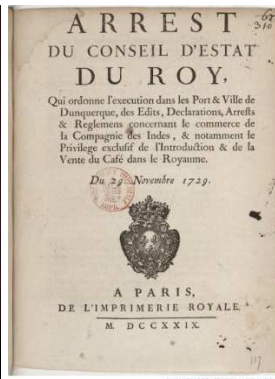 ARREST
DU CONSEIL D'ESTAT
DU ROY,
Qui ordonne l'execution dans les Port & Ville de
Dunquerque, des Edits, Declarations, Arrests
& Reglemens concernant le commerce de
la Compagnie des Indes, & notamment le
Privilege exclusif de l'Introduction & de la
Vente du Café dans le Royaume.
Du 29. Novembre 1729.
A PARIS,
DE L'IMPRIMERIE ROYALE.
M. DCCXXIX.
117